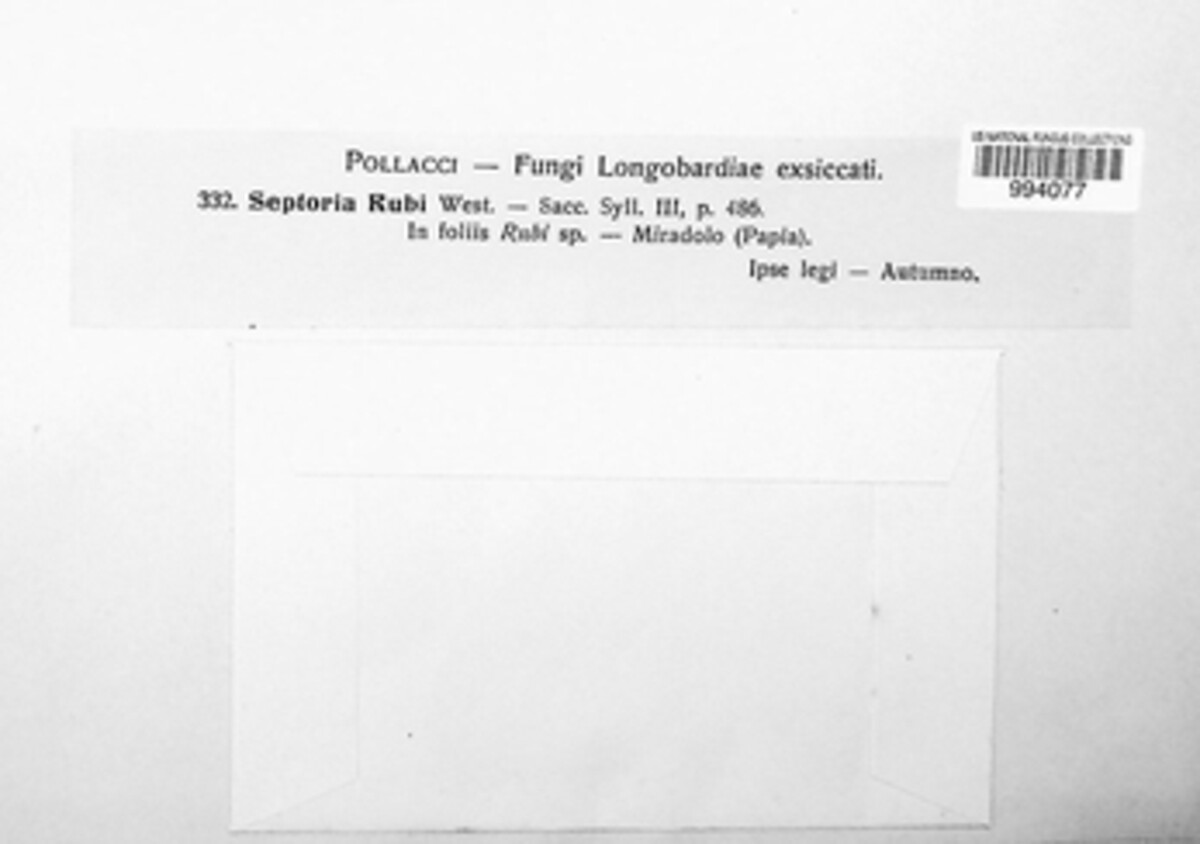 POLLACCI — Fungi Longobardiae exsiccati.
US NATIONAL FUNGUS COLLECTIONS
994077
332. Septoria Rubi West. — Sacc. Syll. III, p. 486.
In foliis Rubi sp. — Miradolo (Papia).
Ipse legi — Autumno.